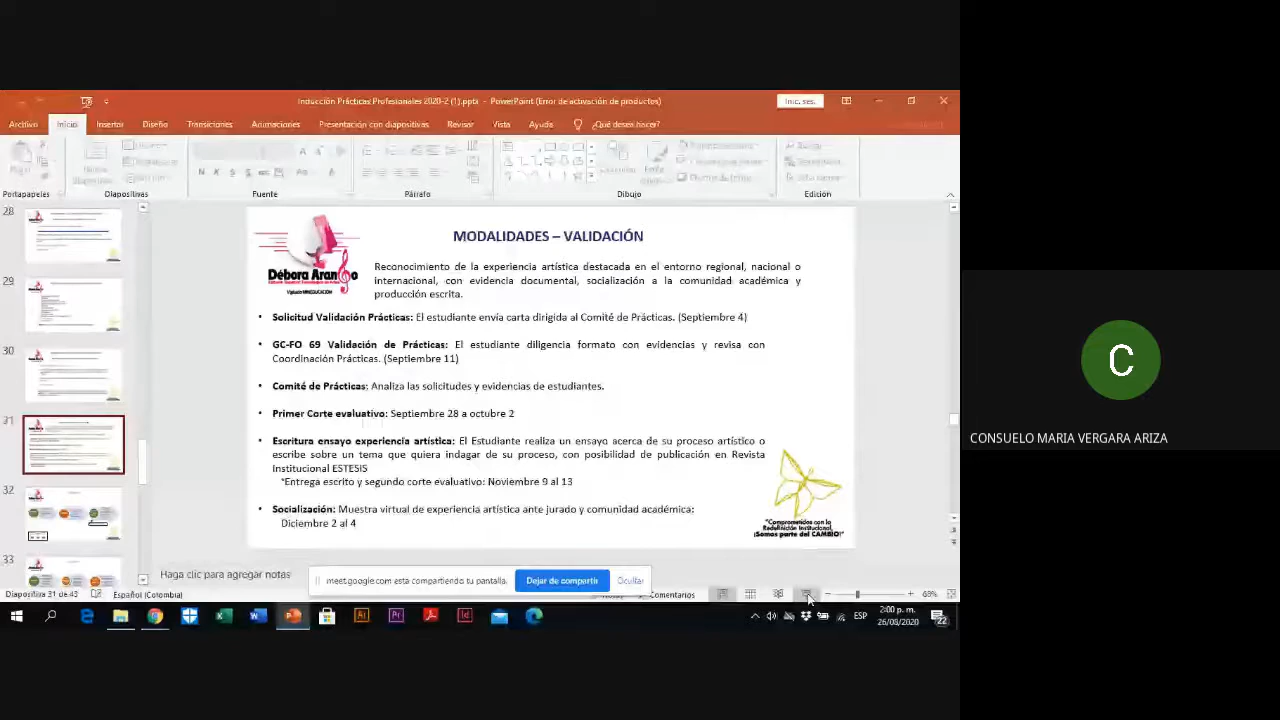 Inducción Prácticas Profesionales 2020-2 (1).pptx - PowerPoint (Error de activación de productos)
Inic. ses.
Archivo Inicio Insertar Diseño Transiciones Animaciones Presentación con diapositivas Revisar Vista Ayuda ¿Qué desea hacer?
Portapapeles Diapositivas Fuente Párrafo Dibujo Edición
28
29
30
31
32
33
Débora Arango
MODALIDADES – VALIDACIÓN
Reconocimiento de la experiencia artística destacada en el entorno regional, nacional o
internacional, con evidencia documental, socialización a la comunidad académica y
producción escrita.
• Solicitud Validación Prácticas: El estudiante envía carta dirigida al Comité de Prácticas. (Septiembre 4)
• GC-FO 69 Validación de Prácticas: El estudiante diligencia formato con evidencias y revisa con
Coordinación Prácticas. (Septiembre 11)
• Comité de Prácticas: Analiza las solicitudes y evidencias de estudiantes.
• Primer Corte evaluativo: Septiembre 28 a octubre 2
• Escritura ensayo experiencia artística: El Estudiante realiza un ensayo acerca de su proceso artístico o
escribe sobre un tema que quiera indagar de su proceso, con posibilidad de publicación en Revista
Institucional ESTESIS
*Entrega escrito y segundo corte evaluativo: Noviembre 9 al 13
• Socialización: Muestra virtual de experiencia artística ante jurado y comunidad académica:
Diciembre 2 al 4
"Comprometidos con la
Redefinición Institucional,
¡Somos parte del CAMBIO!"
Haga clic para agregar notas
meet.google.com está compartiendo tu pantalla.
Dejar de compartir
Ocultar
Diapositiva 31 de 43
Español (Colombia)
Notas
Comentarios
68%
ESP
2:00 p. m.
26/08/2020
22
C
CONSUELO MARIA VERGARA ARIZA